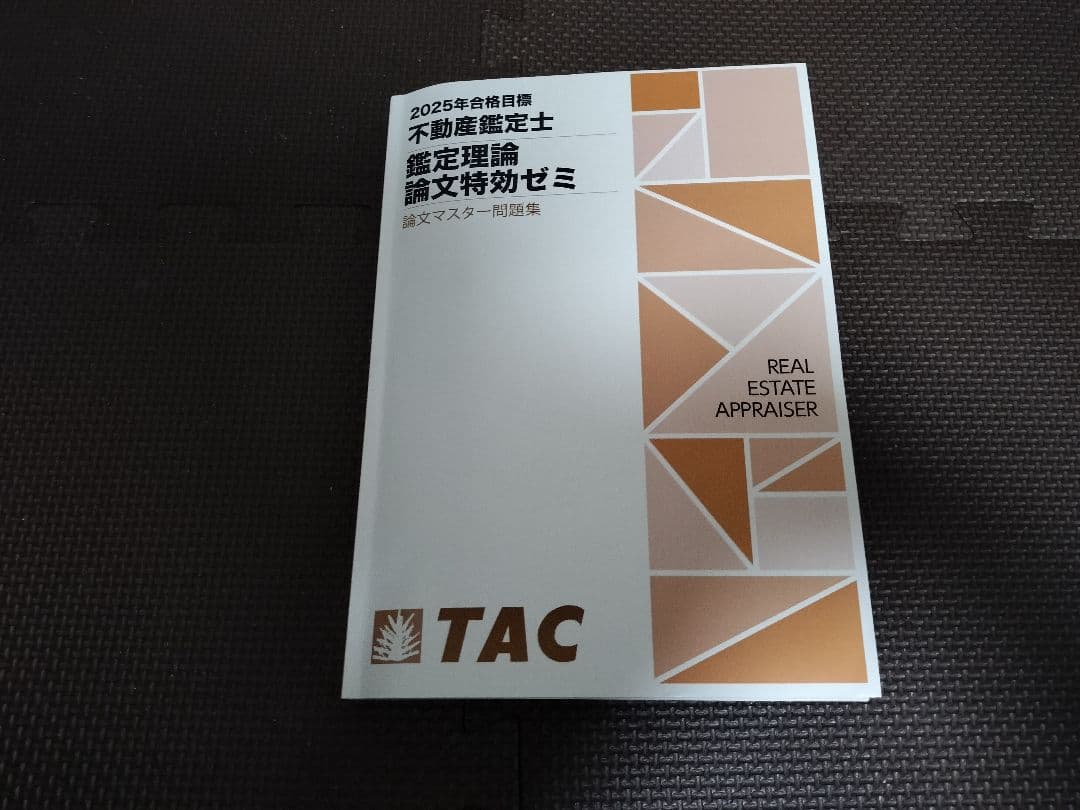 2025年合格目標
不動産鑑定士
鑑定理論
論文特効ゼミ
論文マスター問題集
REAL
ESTATE
APPRAISER
TAC